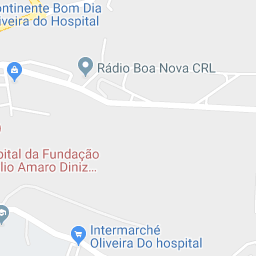 ontinente Bom Dia
liveira do Hospital
Rádio Boa Nova CRL
pital da Fundação
lio Amaro Diniz...
Intermarché
Oliveira Do hospital